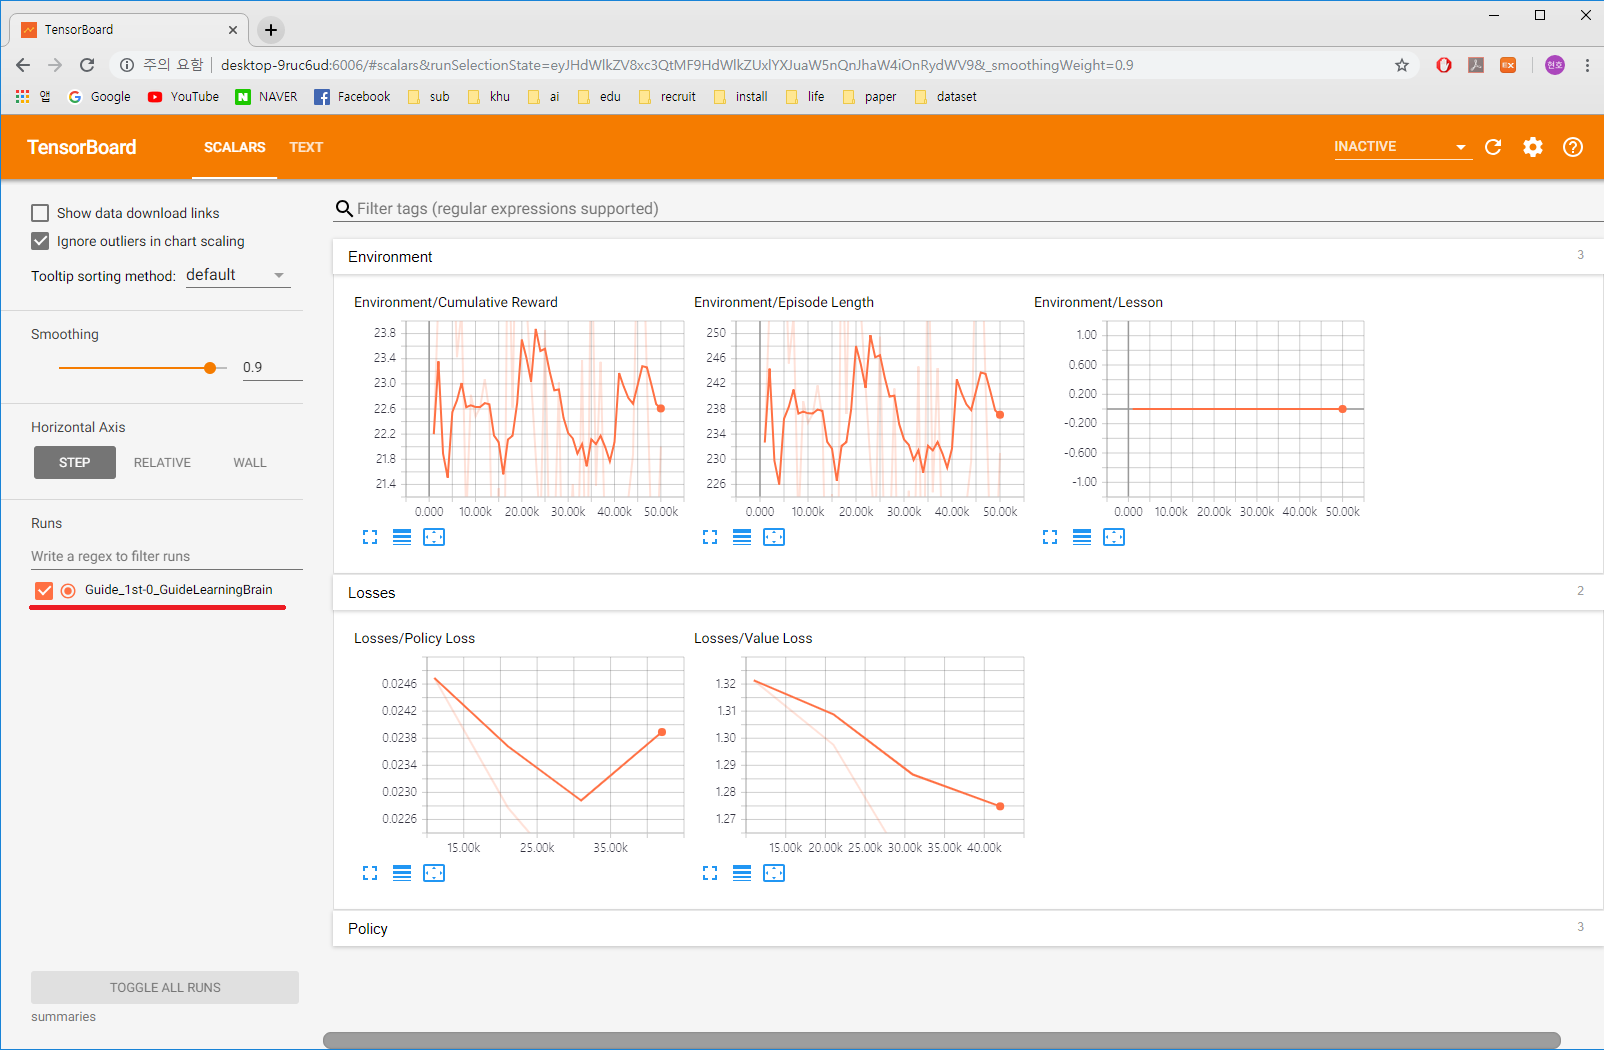 TensorBoard
주의 요함 | desktop-9ruc6ud:6006/#scalars&runSelectionState=eyJHdWlkZV8xc3QtMF9HdWlkZUxlYXJuaW5nQnJhaW4iOnRydWV9&_smoothingWeight=0.9
현호
앱 Google YouTube NAVER Facebook sub khu ai edu recruit install life paper dataset
TensorBoard SCALARS TEXT INACTIVE
Show data download links
Ignore outliers in chart scaling
Tooltip sorting method: default
Smoothing
0.9
Horizontal Axis
STEP RELATIVE WALL
Runs
Write a regex to filter runs
Guide_1st-0_GuideLearningBrain
TOGGLE ALL RUNS
summaries
Filter tags (regular expressions supported)
Environment 3
Environment/Cumulative Reward
23.8
23.4
23.0
22.6
22.2
21.8
21.4
0.000 10.00k 20.00k 30.00k 40.00k 50.00k
Environment/Episode Length
250
246
242
238
234
230
226
0.000 10.00k 20.00k 30.00k 40.00k 50.00k
Environment/Lesson
1.00
0.600
0.200
-0.200
-0.600
-1.00
0.000 10.00k 20.00k 30.00k 40.00k 50.00k
Losses 2
Losses/Policy Loss
0.0246
0.0242
0.0238
0.0234
0.0230
0.0226
15.00k 25.00k 35.00k
Losses/Value Loss
1.32
1.31
1.30
1.29
1.28
1.27
15.00k 20.00k 25.00k 30.00k 35.00k 40.00k
Policy 3